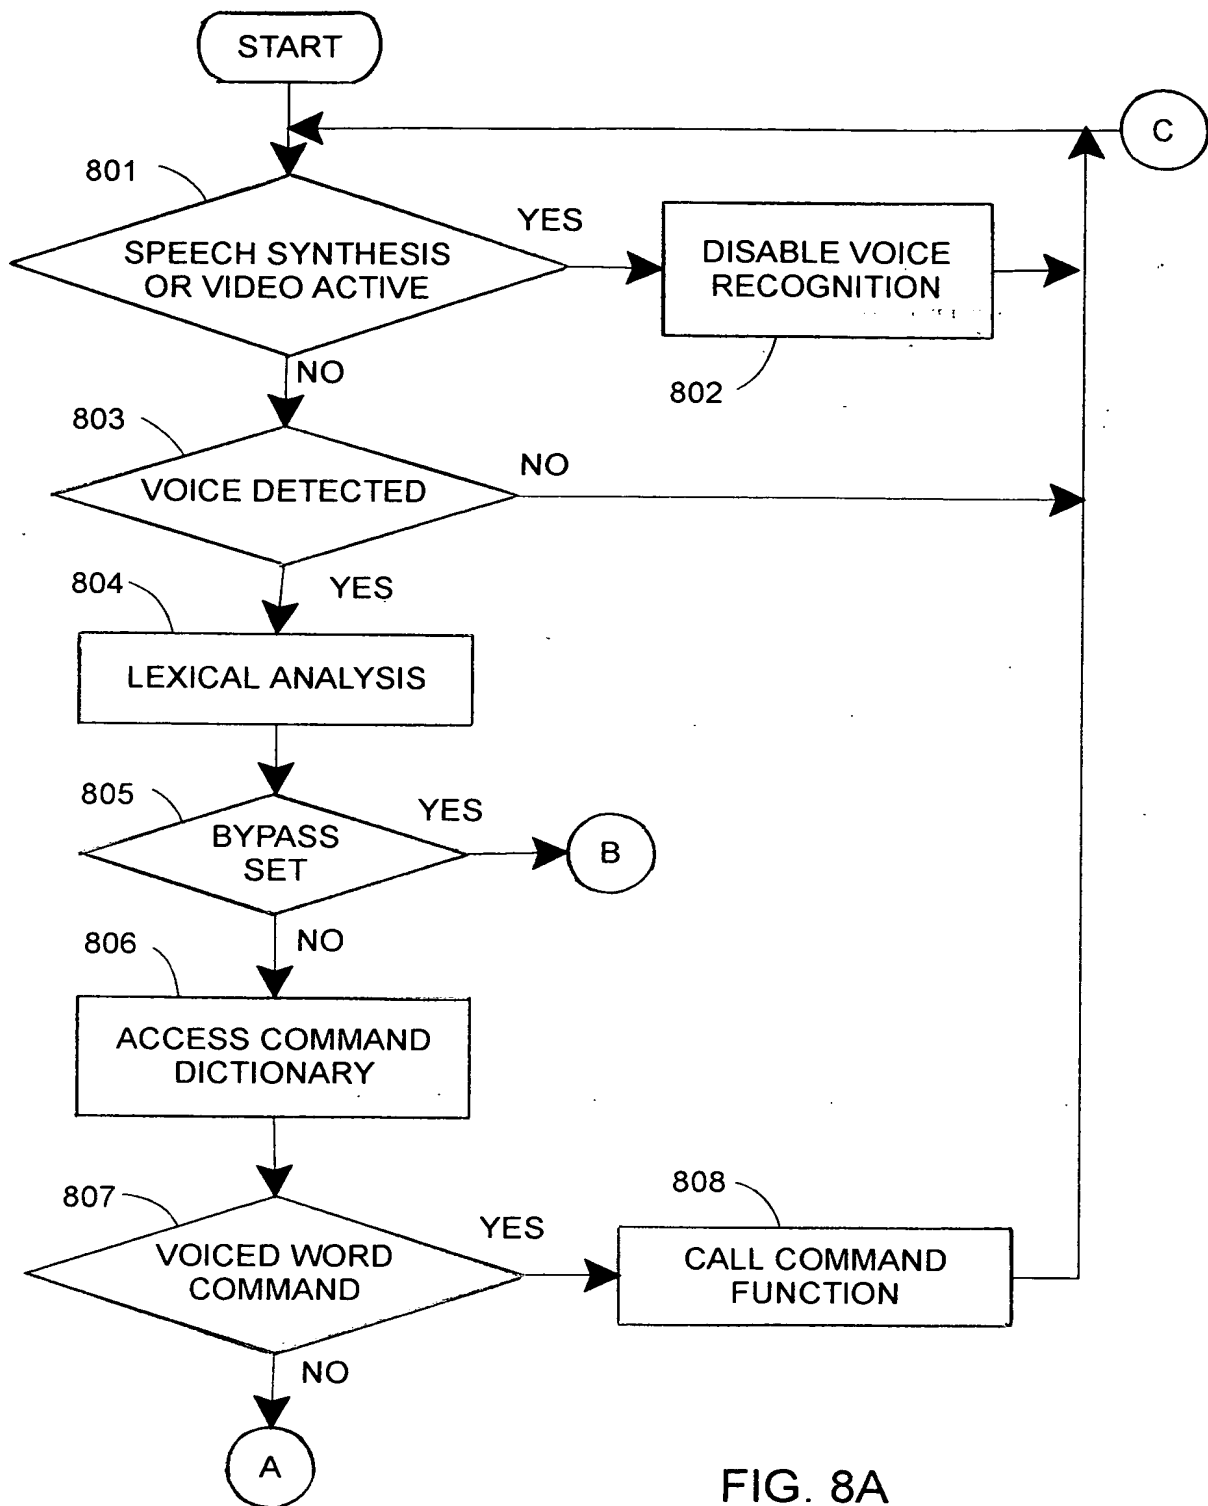 START
C
801
YES
SPEECH SYNTHESIS
OR VIDEO ACTIVE
DISABLE VOICE
RECOGNITION
802
NO
803
VOICE DETECTED
NO
804
YES
LEXICAL ANALYSIS
805
YES
BYPASS
SET
B
806
NO
ACCESS COMMAND
DICTIONARY
807
808
YES
VOICED WORD
COMMAND
CALL COMMAND
FUNCTION
NO
A
FIG. 8A